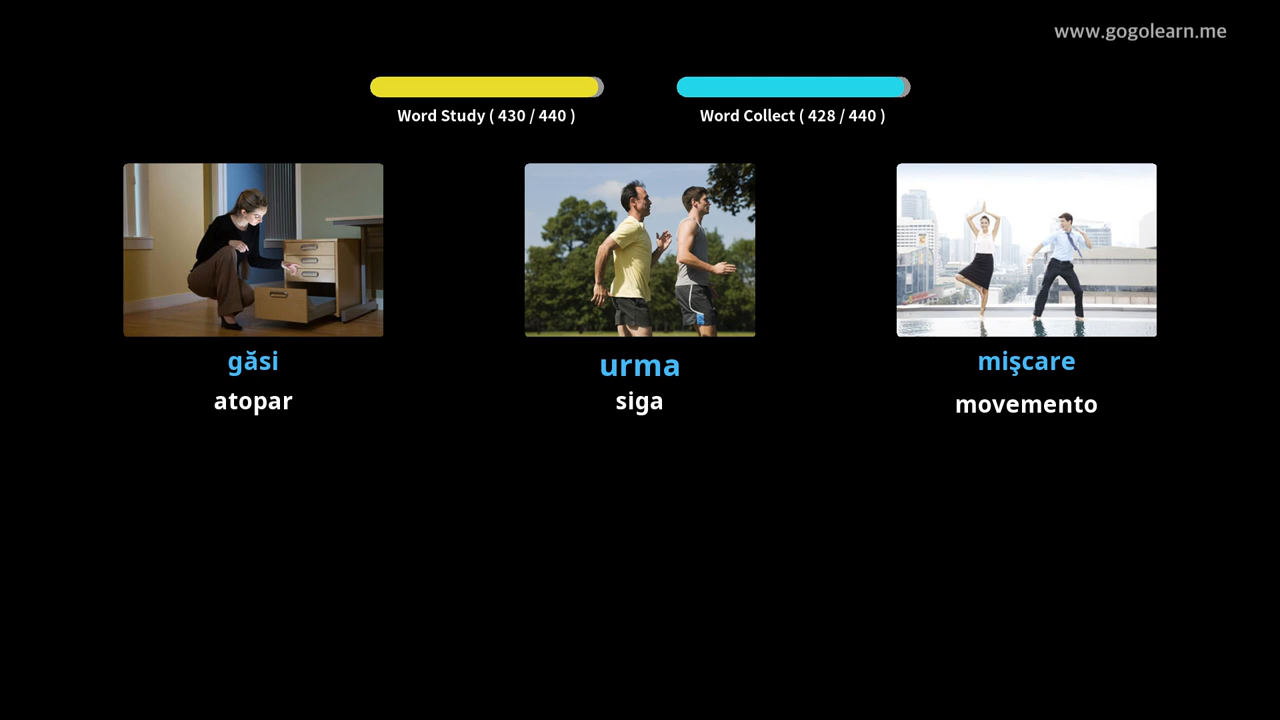 www.gogolearn.me
Word Study ( 430 / 440 )
Word Collect ( 428 / 440 )
găsi
atopar
urma
siga
mişcare
movemento